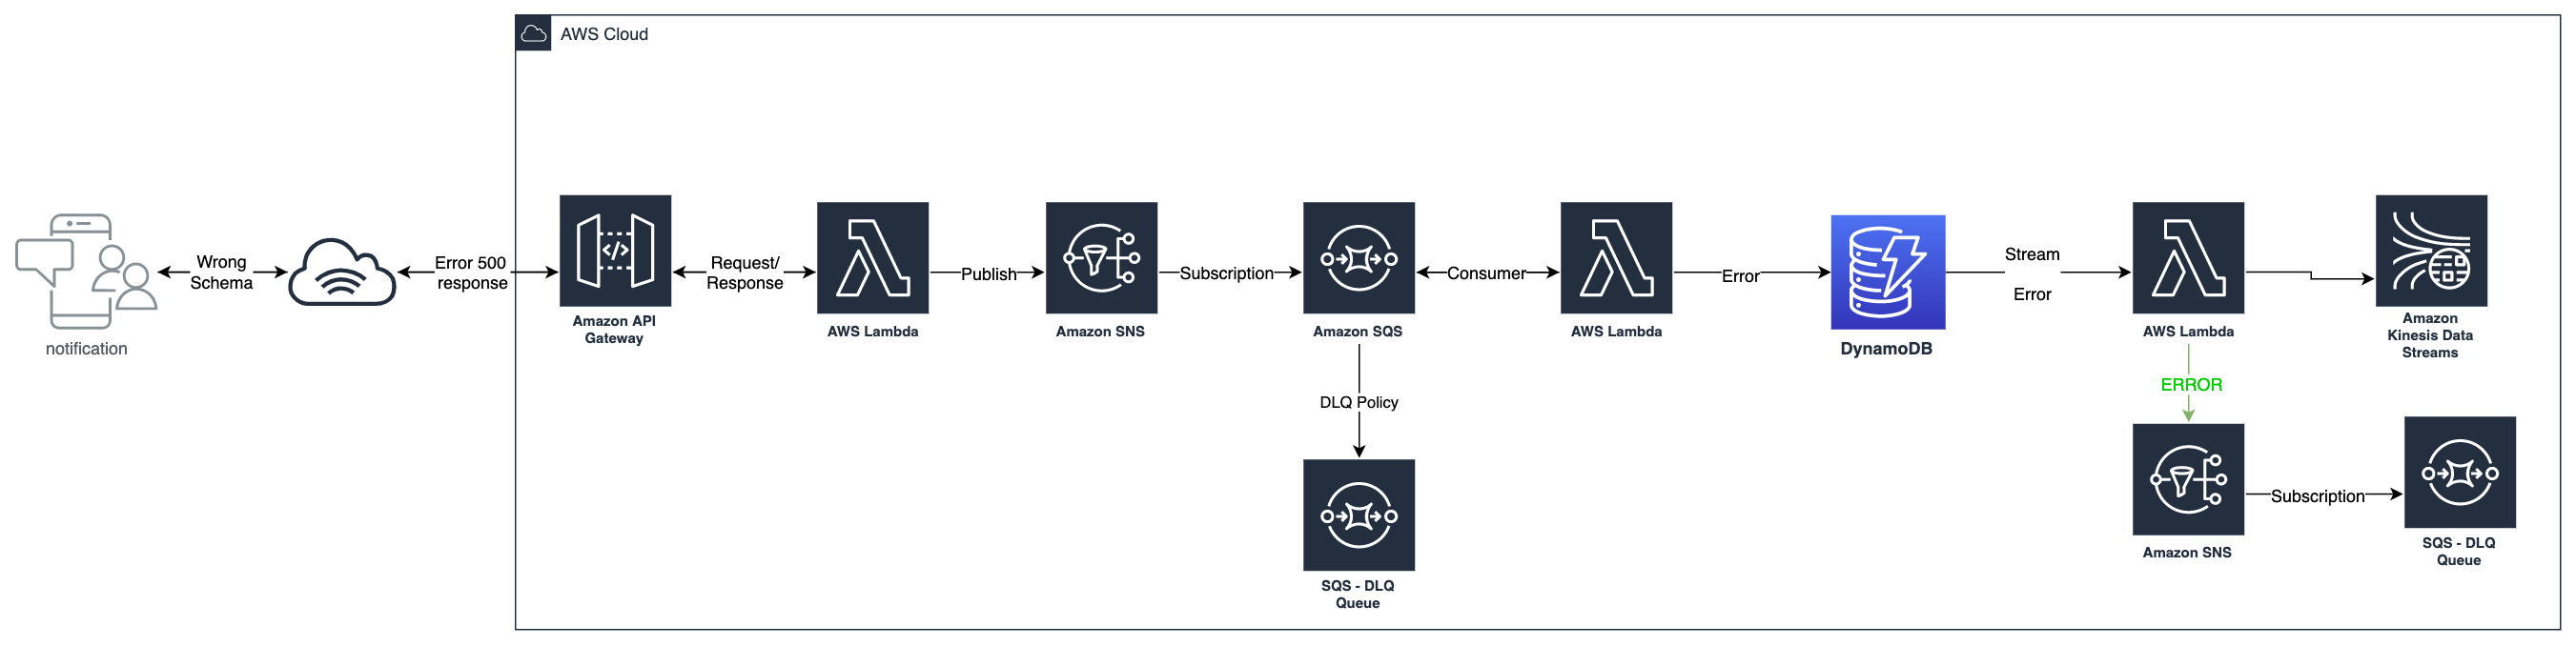 AWS Cloud
Wrong
Schema
Error 500
response
Request/
Response
Publish
Subscription
Consumer
Error
Stream
Error
notification
Amazon API
Gateway
AWS Lambda
Amazon SNS
Amazon SQS
AWS Lambda
DynamoDB
AWS Lambda
Amazon
Kinesis Data
Streams
DLQ Policy
ERROR
SQS - DLQ
Queue
Amazon SNS
Subscription
SQS - DLQ
Queue